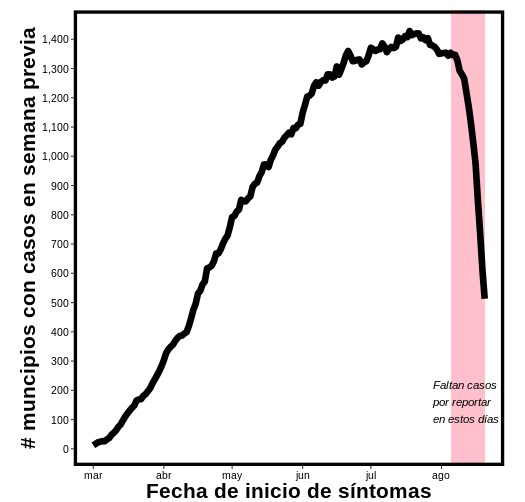 # muncipios con casos en semana previa
1,400
1,300
1,200
1,100
1,000
900
800
700
600
500
400
300
200
100
0
Faltan casos
por reportar
en estos días
mar abr may jun jul ago
Fecha de inicio de síntomas